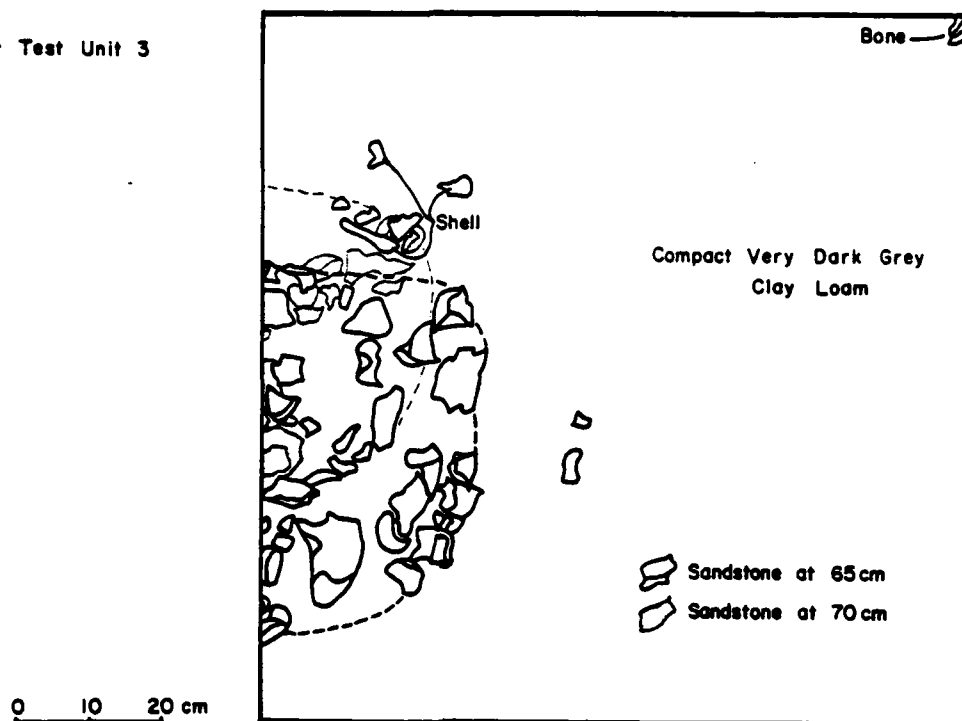 Test Unit 3
Bone
Shell
Compact Very Dark Grey
Clay Loam
Sandstone at 65 cm
Sandstone at 70 cm
0 10 20 cm